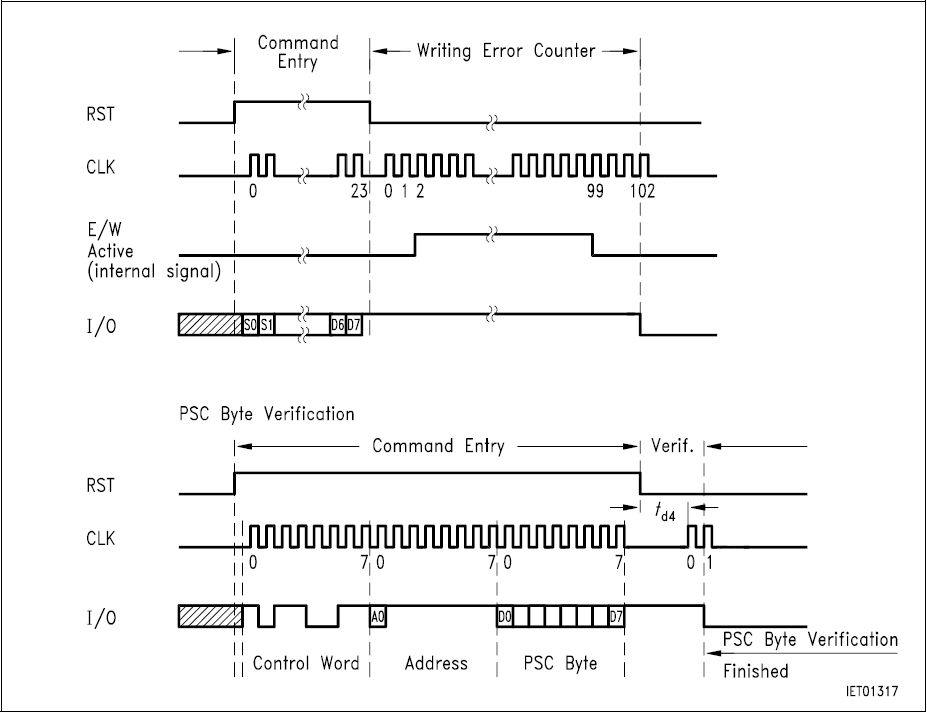 Command
Entry
Writing Error Counter
RST
CLK
0 23 0 1 2 99 102
E/W
Active
(internal signal)
I/O
S0 S1 D6 D7
PSC Byte Verification
Command Entry Verif.
RST
td4
CLK
0 7 0 7 0 7 0 1
I/O
A0 D0 D7
Control Word Address PSC Byte
PSC Byte Verification
Finished
IET01317